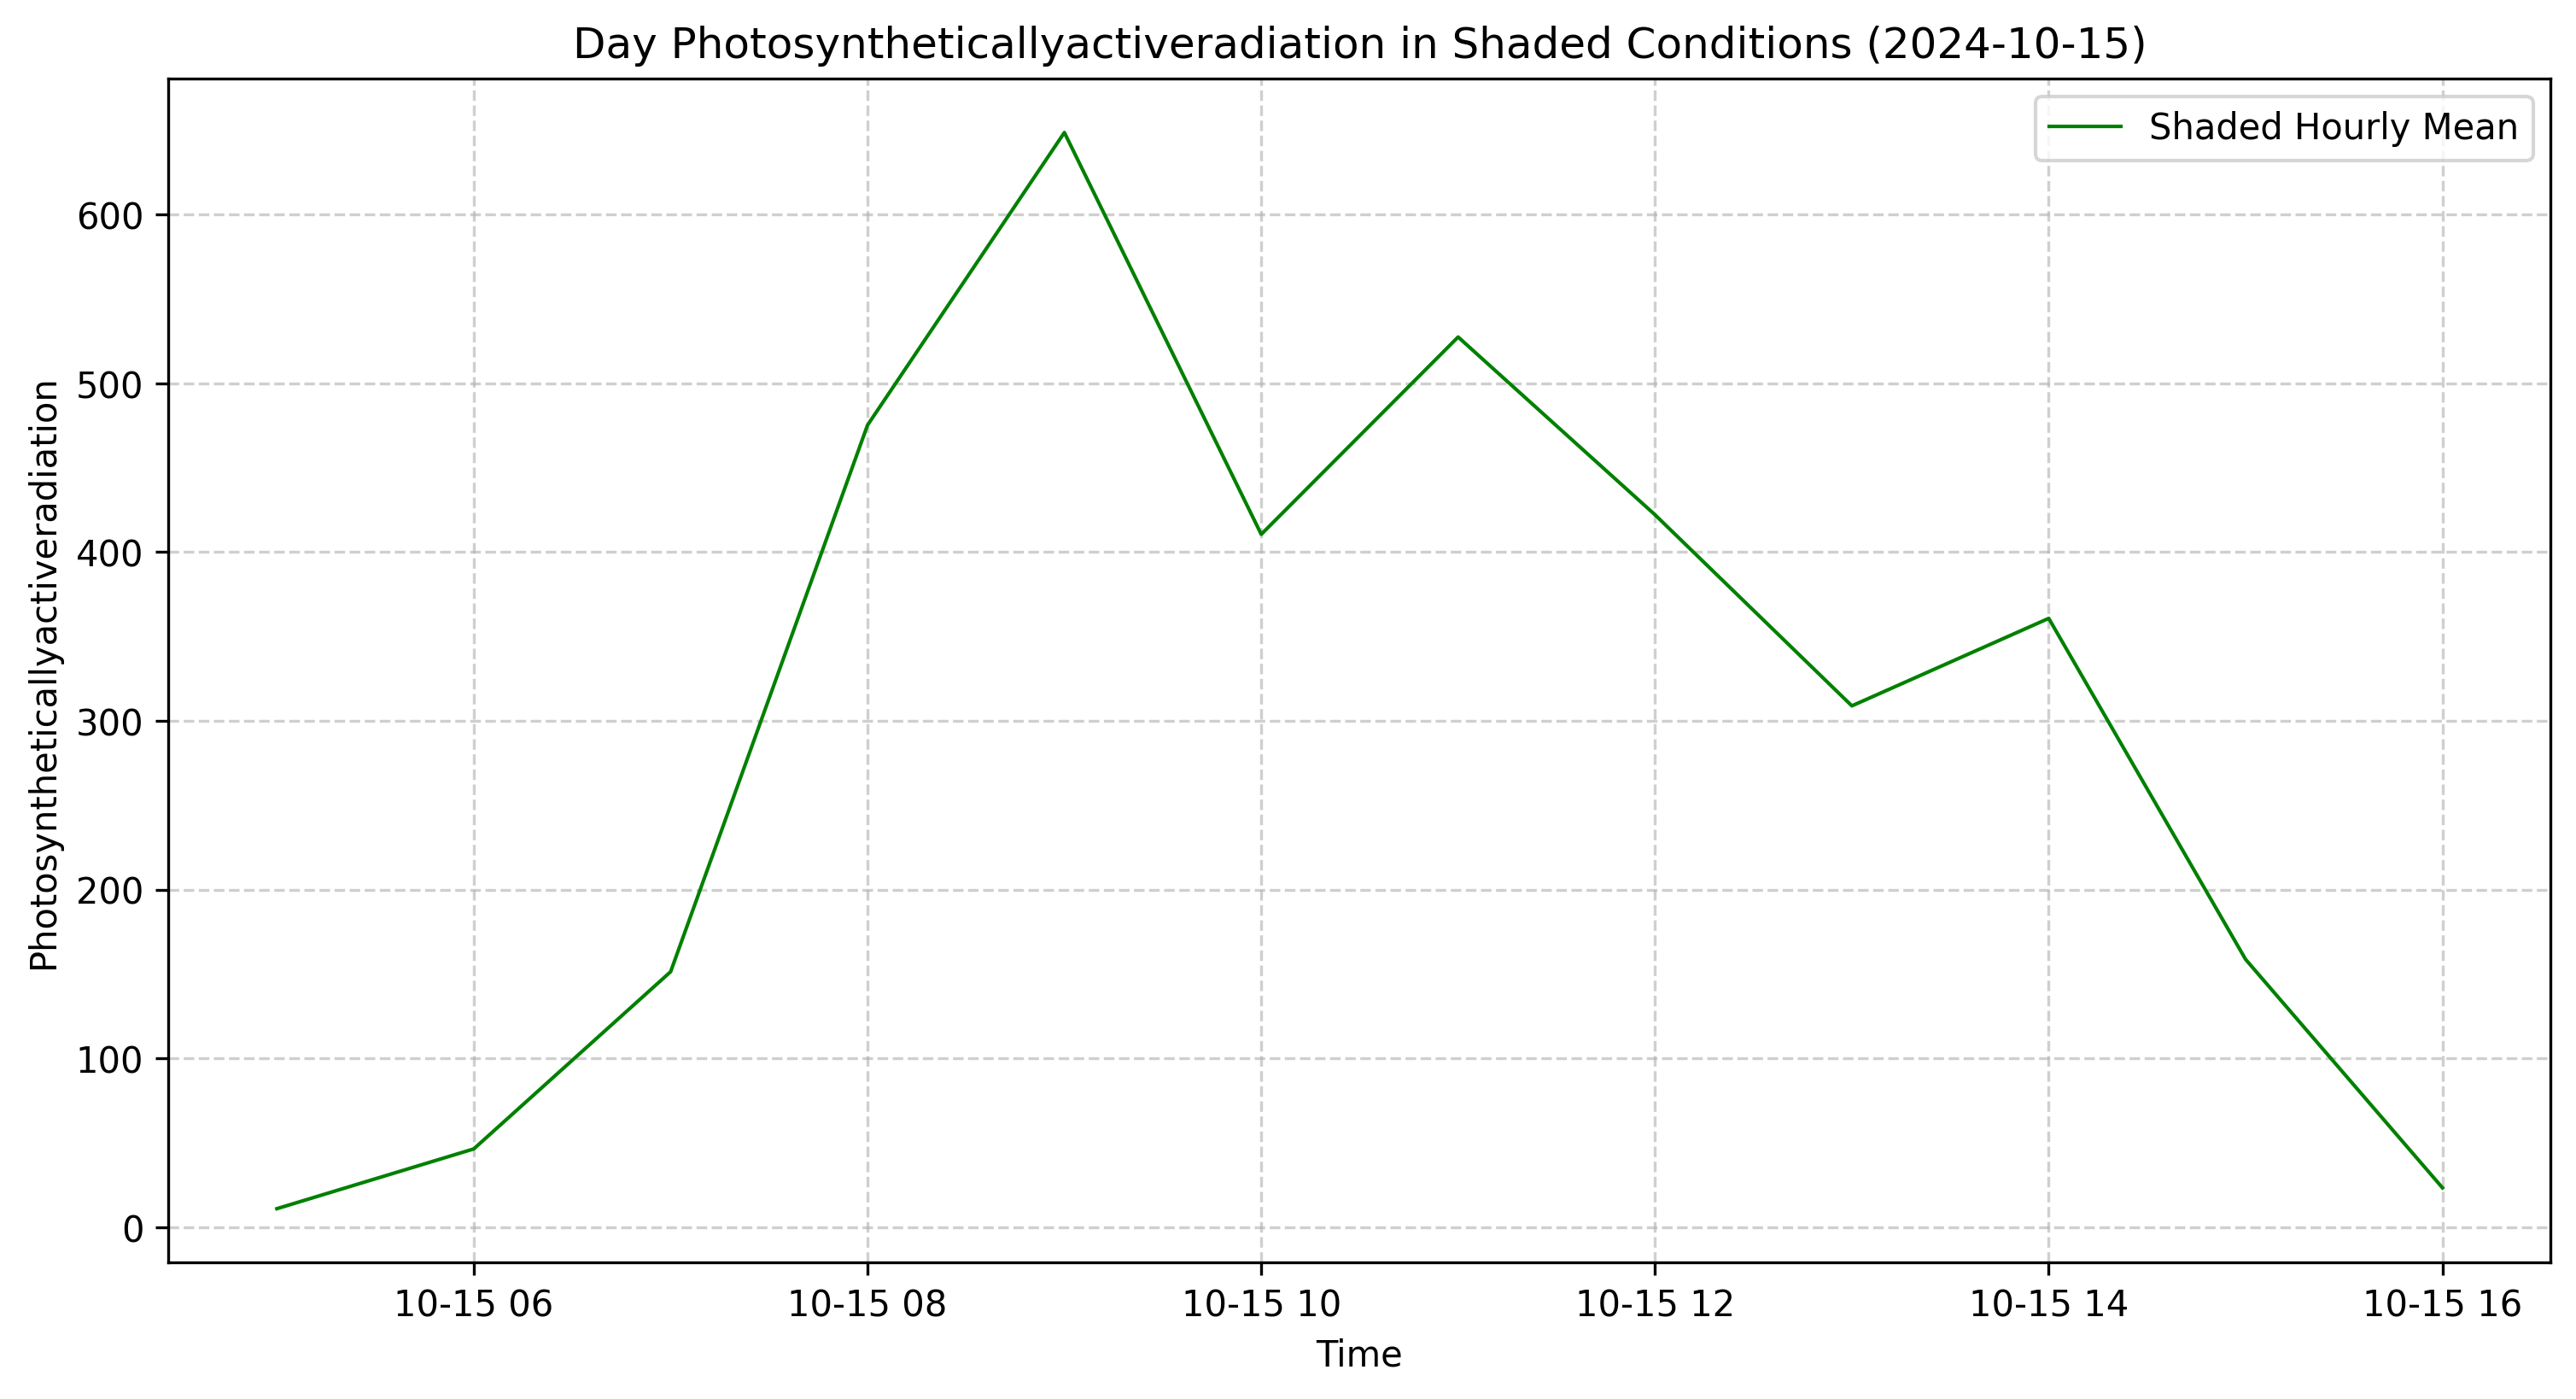 Day Photosyntheticallyactiveradiation in Shaded Conditions (2024-10-15)
Shaded Hourly Mean
Photosyntheticallyactiveradiation
600
500
400
300
200
100
0
10-15 06 10-15 08 10-15 10 10-15 12 10-15 14 10-15 16
Time